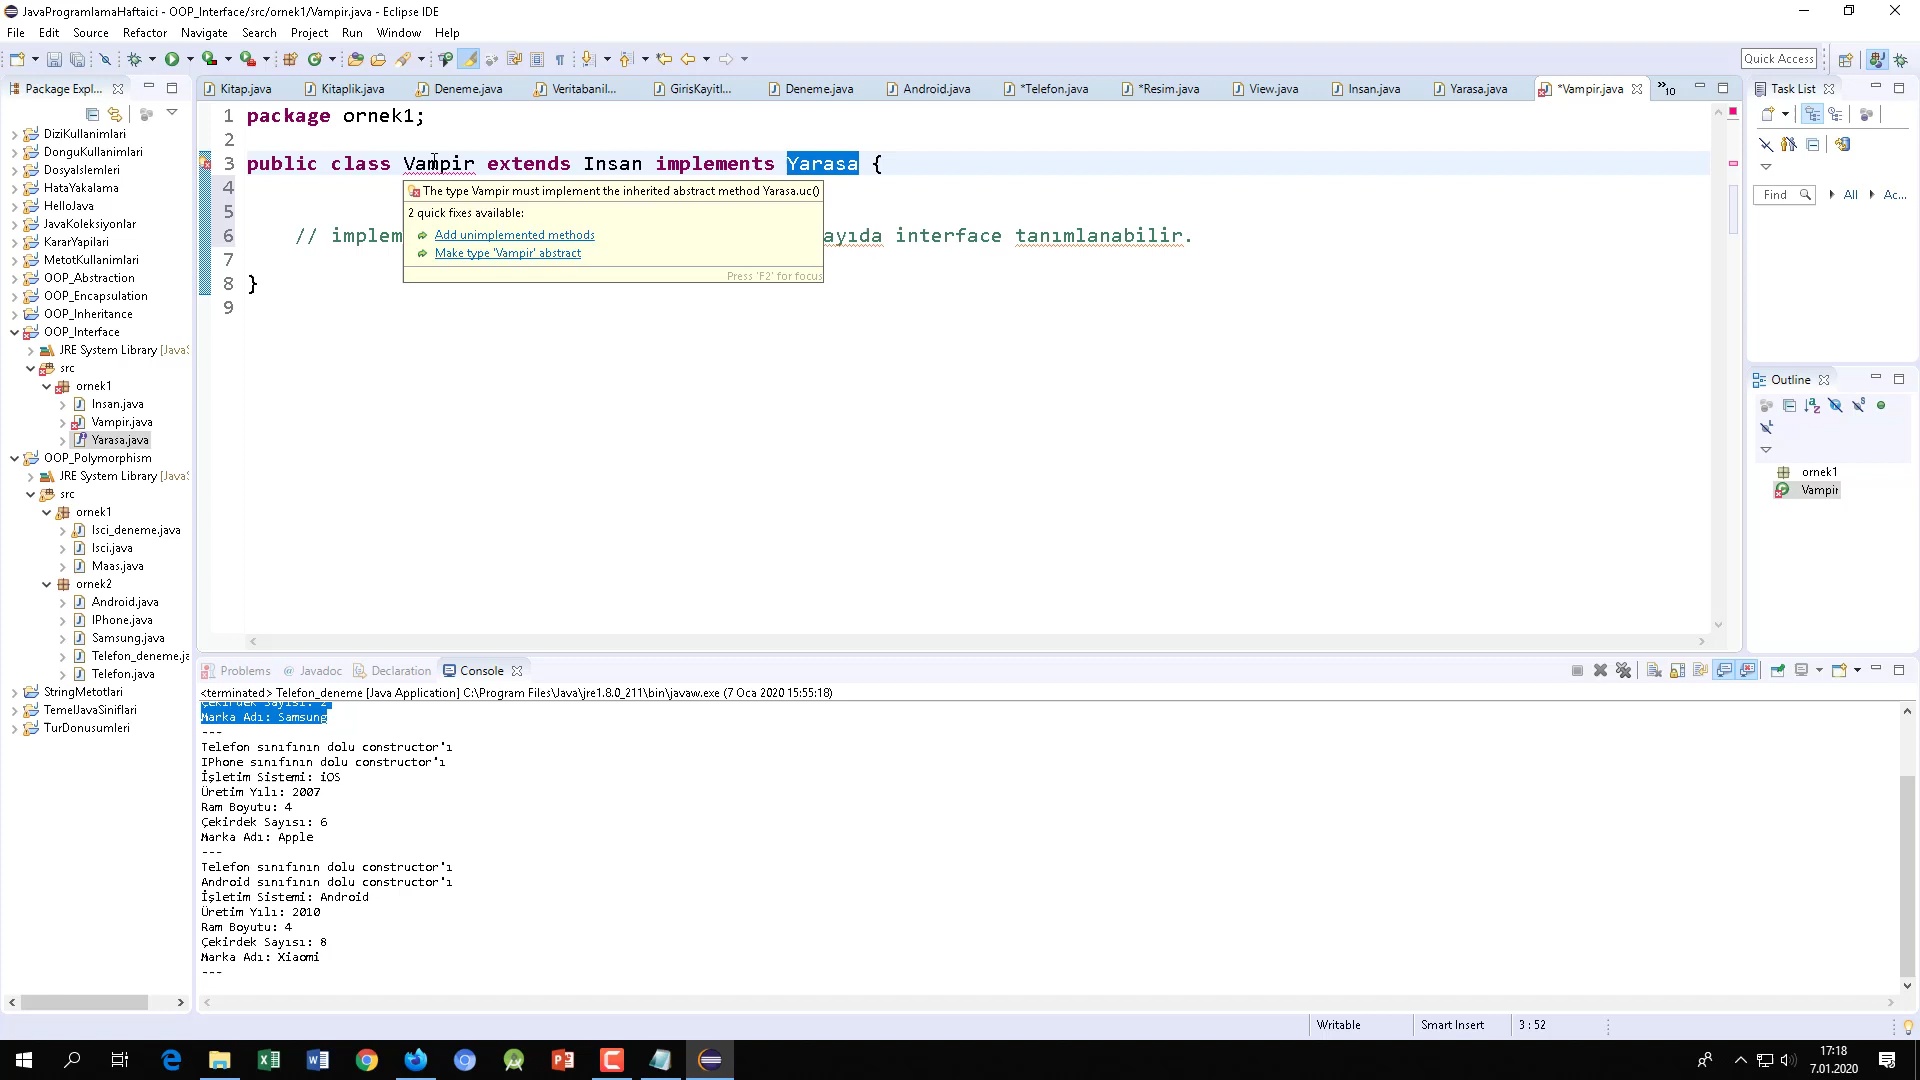 JavaProgramlamaHaftaici - OOP_Interface/src/ornek1/Vampir.java - Eclipse IDE
File Edit Source Refactor Navigate Search Project Run Window Help
Quick Access
Package Expl...
Kitap.java Kitaplik.java Deneme.java Veritabanil... GirisKayitl... Deneme.java Android.java *Telefon.java *Resim.java View.java Insan.java Yarasa.java *Vampir.java »10
Task List
DiziKullanimlari
DonguKullanimlari
DosyaIslemleri
HataYakalama
HelloJava
JavaKoleksiyonlar
KararYapilari
MetotKullanimlari
OOP_Abstraction
OOP_Encapsulation
OOP_Inheritance
OOP_Interface
JRE System Library [JavaS
src
ornek1
Insan.java
Vampir.java
Yarasa.java
OOP_Polymorphism
JRE System Library [JavaS
src
ornek1
Isci_deneme.java
Isci.java
Maas.java
ornek2
Android.java
IPhone.java
Samsung.java
Telefon_deneme.ja
Telefon.java
StringMetotlari
TemelJavaSiniflari
TurDonusumleri
1 package ornek1;
2
3 public class Vampir extends Insan implements Yarasa {
4
5
6 // implem ayıda interface tanımlanabilir.
7
8 }
9
The type Vampir must implement the inherited abstract method Yarasa.uc()
2 quick fixes available:
Add unimplemented methods
Make type 'Vampir' abstract
Press 'F2' for focus
Find All Ac...
Outline
ornek1
Vampir
Problems @ Javadoc Declaration Console
<terminated> Telefon_deneme [Java Application] C:\Program Files\Java\jre1.8.0_211\bin\javaw.exe (7 Oca 2020 15:55:18)
Çekirdek Sayısı: 2
Marka Adı: Samsung
---
Telefon sınıfının dolu constructor'ı
IPhone sınıfının dolu constructor'ı
İşletim Sistemi: iOS
Üretim Yılı: 2007
Ram Boyutu: 4
Çekirdek Sayısı: 6
Marka Adı: Apple
---
Telefon sınıfının dolu constructor'ı
Android sınıfının dolu constructor'ı
İşletim Sistemi: Android
Üretim Yılı: 2010
Ram Boyutu: 4
Çekirdek Sayısı: 8
Marka Adı: Xiaomi
---
Writable Smart Insert 3 : 52
17:18
7.01.2020